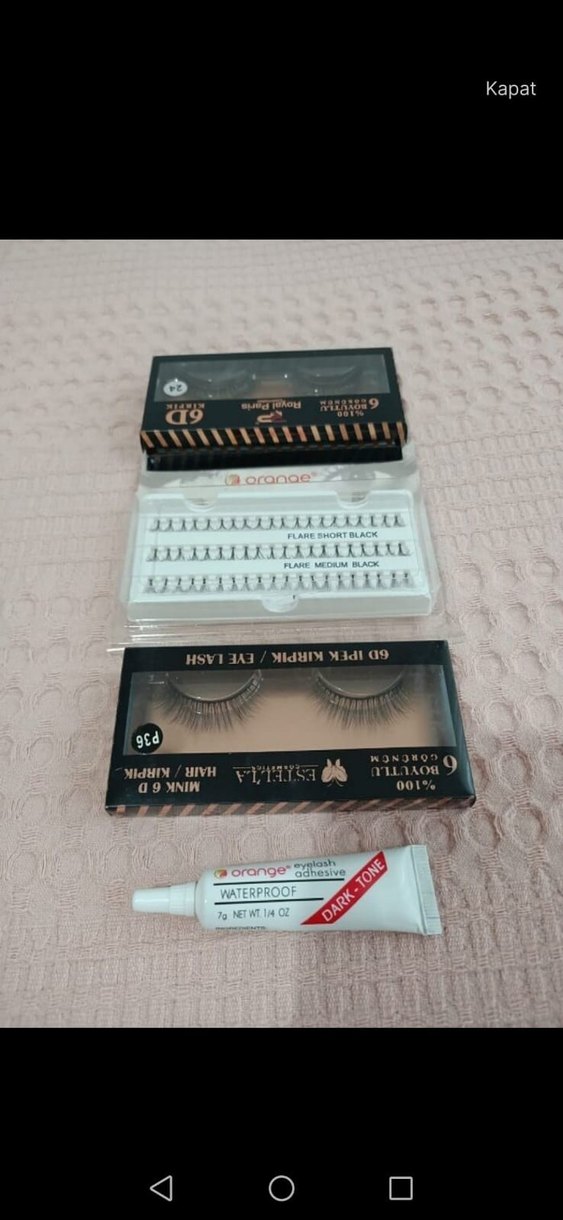 Kapat
24
6D
KIRPIK
Royal Paris
%100
BOYUTLU
6 GÖRÜNÜM
orange®
FLARE SHORT BLACK
FLARE MEDIUM BLACK
6D IPEK KIRPIK / EYE LASH
P36
MINK 6 D
HAIR / KIRPIK
ESTELLA
COSMETICS
%100
BOYUTLU
6 GÖRÜNÜM
orange® eyelash
adhesive
WATERPROOF
DARK-TONE
7g NET WT. 1/4 OZ
INGREDIENTS